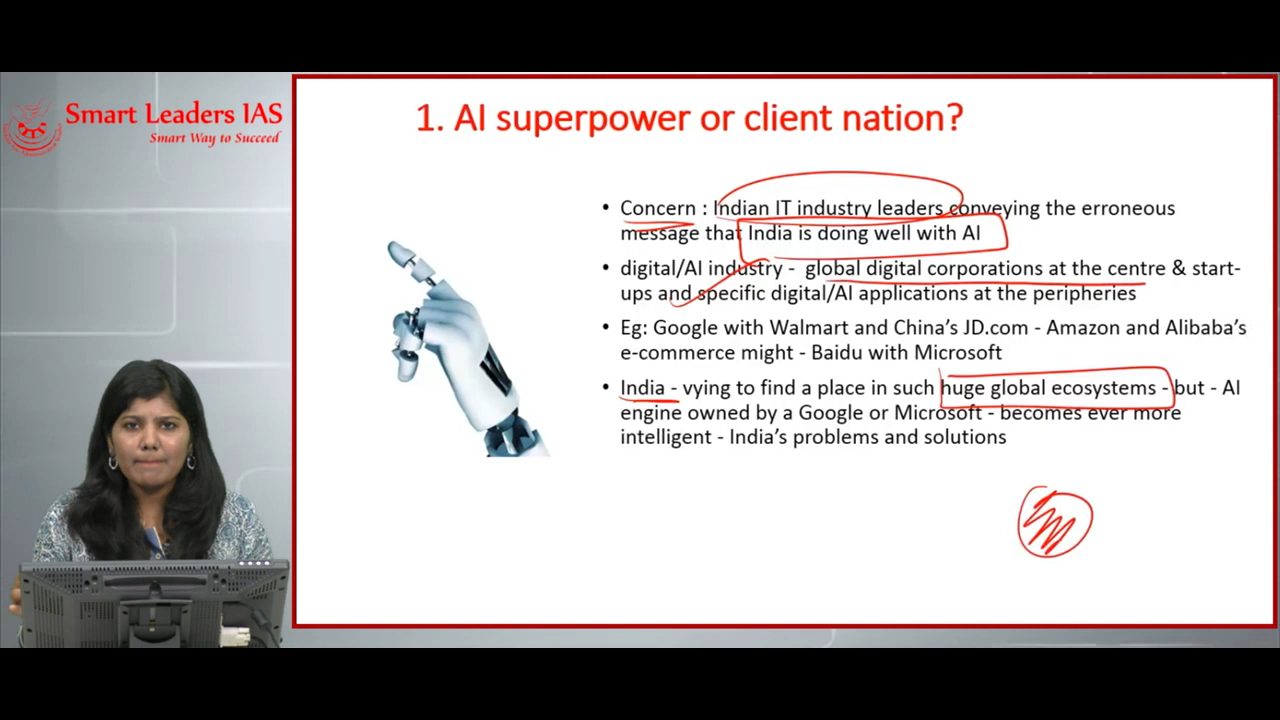 Smart Leaders IAS
Smart Way to Succeed
1. AI superpower or client nation?
• Concern : Indian IT industry leaders conveying the erroneous
message that India is doing well with AI
• digital/AI industry - global digital corporations at the centre & start-
ups and specific digital/AI applications at the peripheries
• Eg: Google with Walmart and China’s JD.com - Amazon and Alibaba’s
e-commerce might - Baidu with Microsoft
• India - vying to find a place in such huge global ecosystems - but - AI
engine owned by a Google or Microsoft - becomes ever more
intelligent - India’s problems and solutions